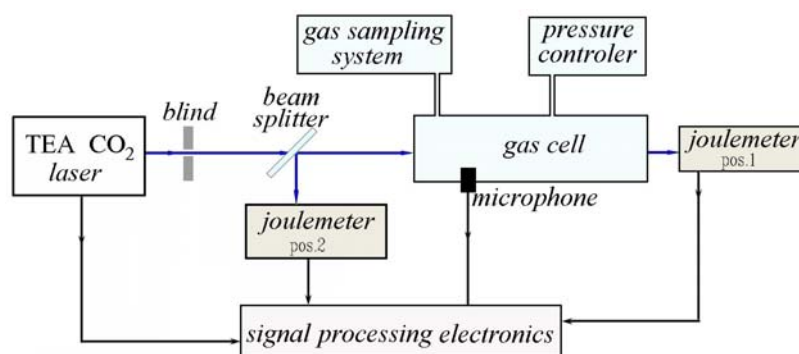 gas sampling
system
pressure
controler
blind
beam
splitter
TEA CO₂
laser
gas cell
joulemeter
pos.1
microphone
joulemeter
pos.2
signal processing electronics